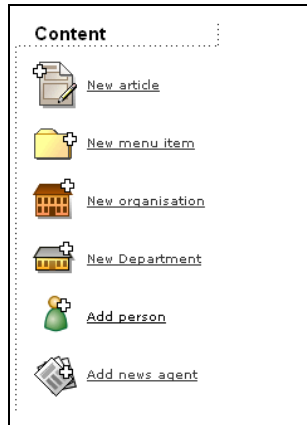 Content
New article
New menu item
New organisation
New Department
Add person
Add news agent